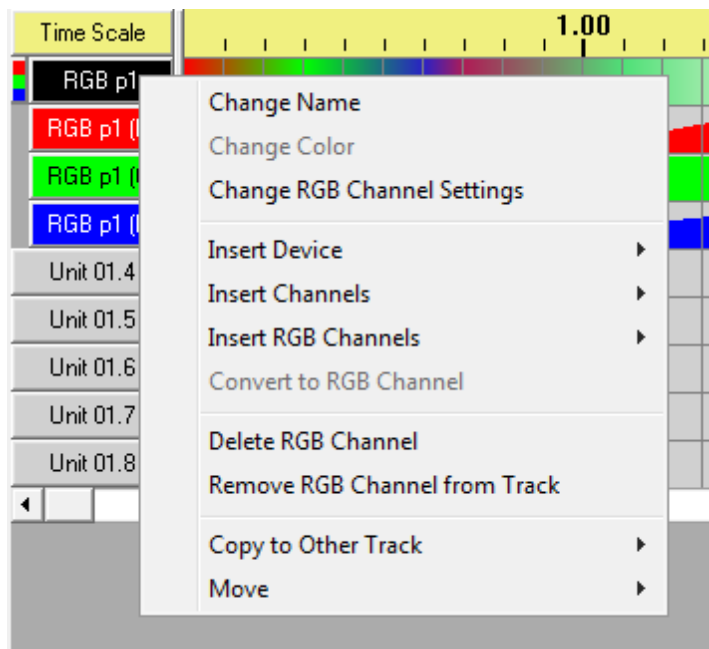 Time Scale
1.00
RGB p1
RGB p1 (
RGB p1 (
RGB p1 (
Unit 01.4
Unit 01.5
Unit 01.6
Unit 01.7
Unit 01.8
Change Name
Change Color
Change RGB Channel Settings
Insert Device
Insert Channels
Insert RGB Channels
Convert to RGB Channel
Delete RGB Channel
Remove RGB Channel from Track
Copy to Other Track
Move